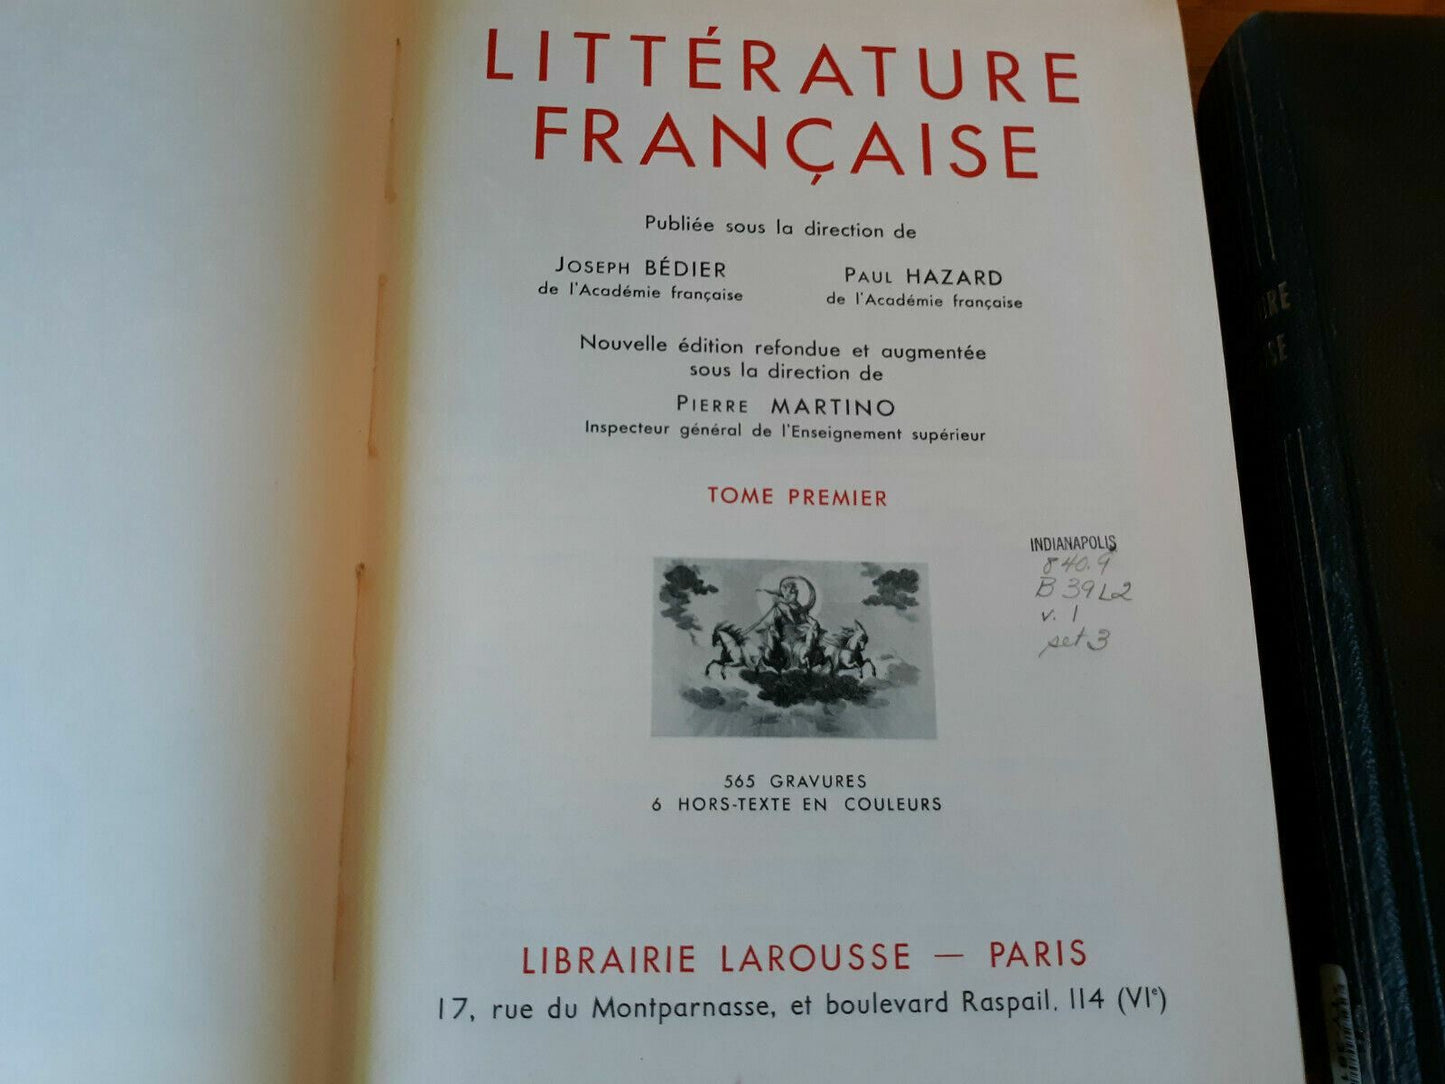 LITTÉRATURE
FRANÇAISE
Publiée sous la direction de
JOSEPH BÉDIER
de l'Académie française
PAUL HAZARD
de l'Académie française
Nouvelle édition refondue et augmentée
sous la direction de
PIERRE MARTINO
Inspecteur général de l'Enseignement supérieur
TOME PREMIER
INDIANAPOLIS
840.9
B39L2
v. 1
set 3
565 GRAVURES
6 HORS-TEXTE EN COULEURS
LIBRAIRIE LAROUSSE — PARIS
17, rue du Montparnasse, et boulevard Raspail. 114 (VIe)